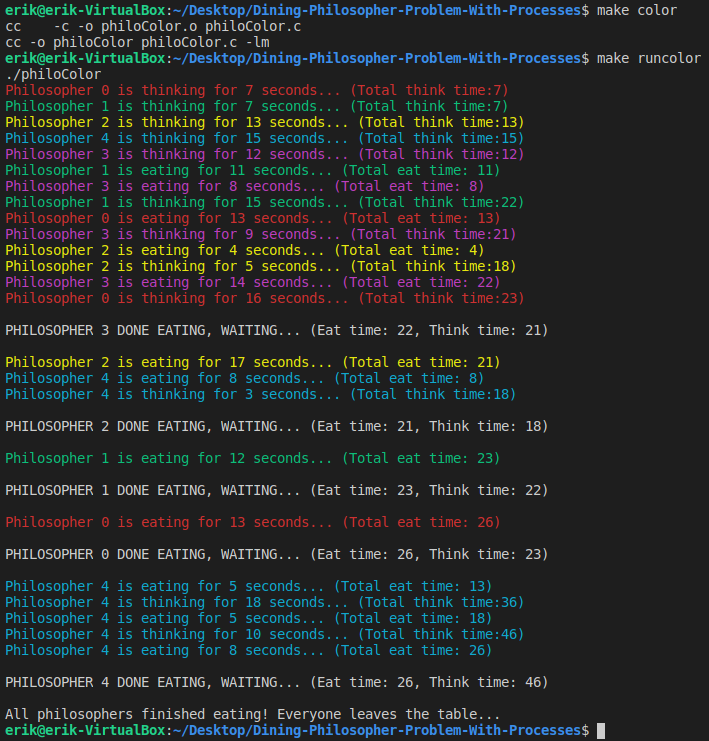 erik@erik-VirtualBox:~/Desktop/Dining-Philosopher-Problem-With-Processes$ make color
cc    -c -o philoColor.o philoColor.c
cc -o philoColor philoColor.c -lm
erik@erik-VirtualBox:~/Desktop/Dining-Philosopher-Problem-With-Processes$ make runcolor
./philoColor
Philosopher 0 is thinking for 7 seconds... (Total think time:7)
Philosopher 1 is thinking for 7 seconds... (Total think time:7)
Philosopher 2 is thinking for 13 seconds... (Total think time:13)
Philosopher 4 is thinking for 15 seconds... (Total think time:15)
Philosopher 3 is thinking for 12 seconds... (Total think time:12)
Philosopher 1 is eating for 11 seconds... (Total eat time: 11)
Philosopher 3 is eating for 8 seconds... (Total eat time: 8)
Philosopher 1 is thinking for 15 seconds... (Total think time:22)
Philosopher 0 is eating for 13 seconds... (Total eat time: 13)
Philosopher 3 is thinking for 9 seconds... (Total think time:21)
Philosopher 2 is eating for 4 seconds... (Total eat time: 4)
Philosopher 2 is thinking for 5 seconds... (Total think time:18)
Philosopher 3 is eating for 14 seconds... (Total eat time: 22)
Philosopher 0 is thinking for 16 seconds... (Total think time:23)

PHILOSOPHER 3 DONE EATING, WAITING... (Eat time: 22, Think time: 21)

Philosopher 2 is eating for 17 seconds... (Total eat time: 21)
Philosopher 4 is eating for 8 seconds... (Total eat time: 8)
Philosopher 4 is thinking for 3 seconds... (Total think time:18)

PHILOSOPHER 2 DONE EATING, WAITING... (Eat time: 21, Think time: 18)

Philosopher 1 is eating for 12 seconds... (Total eat time: 23)

PHILOSOPHER 1 DONE EATING, WAITING... (Eat time: 23, Think time: 22)

Philosopher 0 is eating for 13 seconds... (Total eat time: 26)

PHILOSOPHER 0 DONE EATING, WAITING... (Eat time: 26, Think time: 23)

Philosopher 4 is eating for 5 seconds... (Total eat time: 13)
Philosopher 4 is thinking for 18 seconds... (Total think time:36)
Philosopher 4 is eating for 5 seconds... (Total eat time: 18)
Philosopher 4 is thinking for 10 seconds... (Total think time:46)
Philosopher 4 is eating for 8 seconds... (Total eat time: 26)

PHILOSOPHER 4 DONE EATING, WAITING... (Eat time: 26, Think time: 46)

All philosophers finished eating! Everyone leaves the table...
erik@erik-VirtualBox:~/Desktop/Dining-Philosopher-Problem-With-Processes$